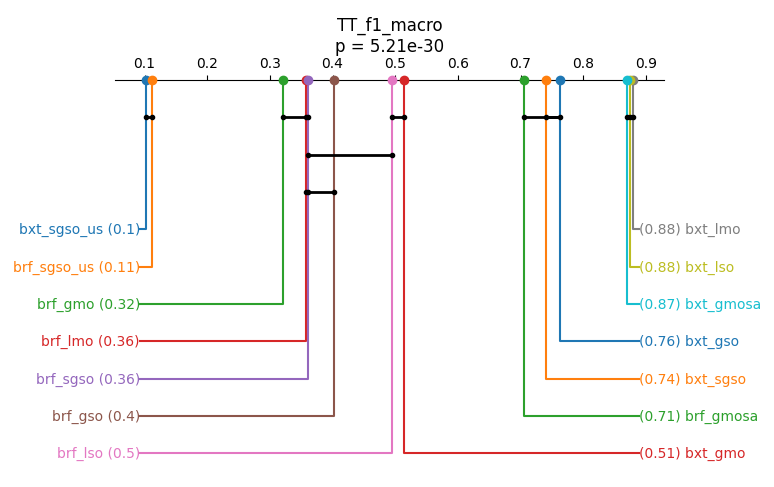 TT_f1_macro
p = 5.21e-30
0.1 0.2 0.3 0.4 0.5 0.6 0.7 0.8 0.9
bxt_sgso_us (0.1) (0.88) bxt_lmo
brf_sgso_us (0.11) (0.88) bxt_lso
brf_gmo (0.32) (0.87) bxt_gmosa
brf_lmo (0.36) (0.76) bxt_gso
brf_sgso (0.36) (0.74) bxt_sgso
brf_gso (0.4) (0.71) brf_gmosa
brf_lso (0.5) (0.51) bxt_gmo